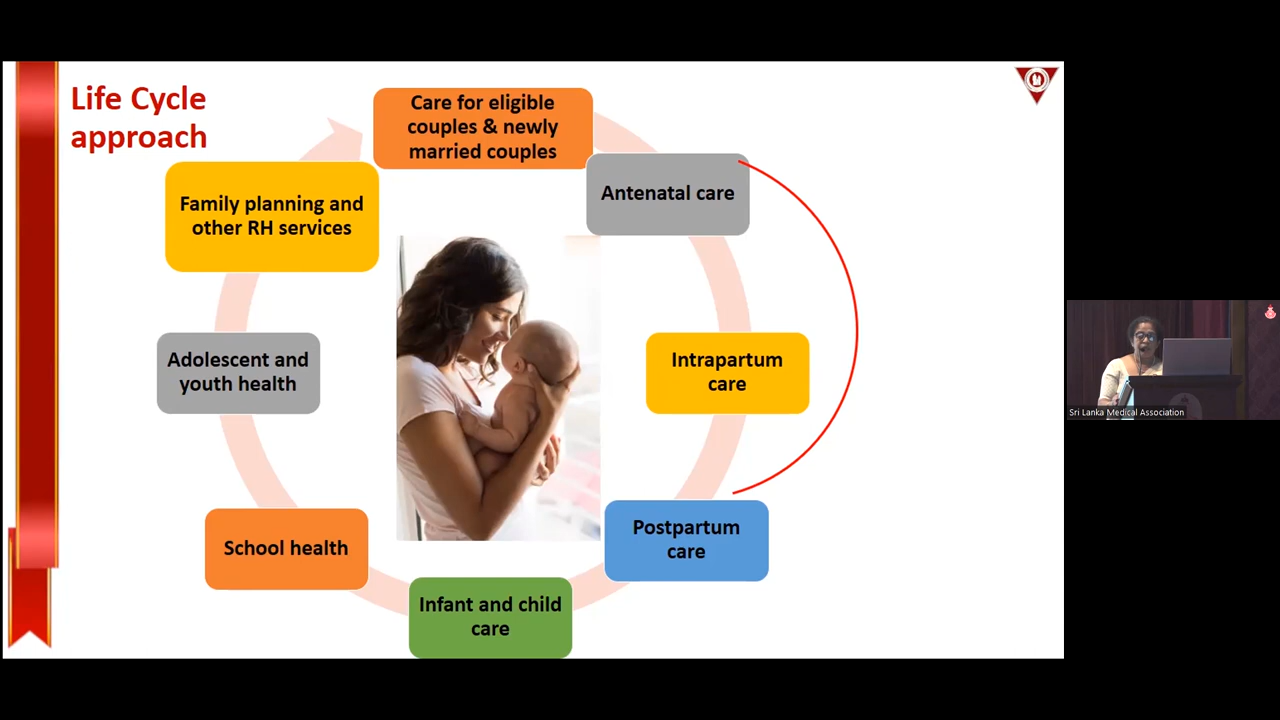 Life Cycle
approach
Care for eligible
couples & newly
married couples
Antenatal care
Intrapartum
care
Postpartum
care
Infant and child
care
School health
Adolescent and
youth health
Family planning and
other RH services
Sri Lanka Medical Association